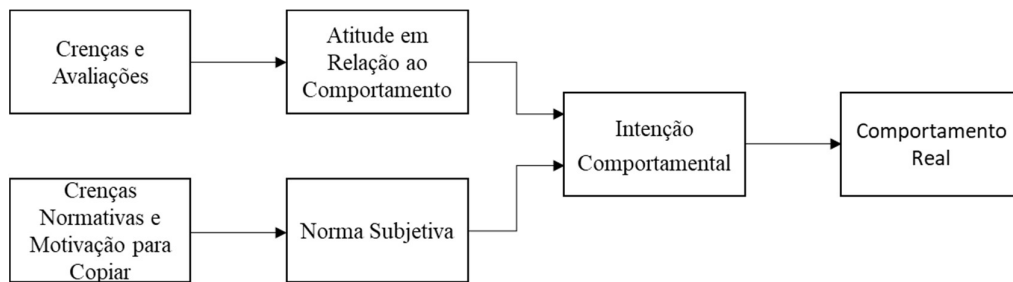 Crenças e
Avaliações
Atitude em
Relação ao
Comportamento
Intenção
Comportamental
Comportamento
Real
Crenças
Normativas e
Motivação para
Copiar
Norma Subjetiva